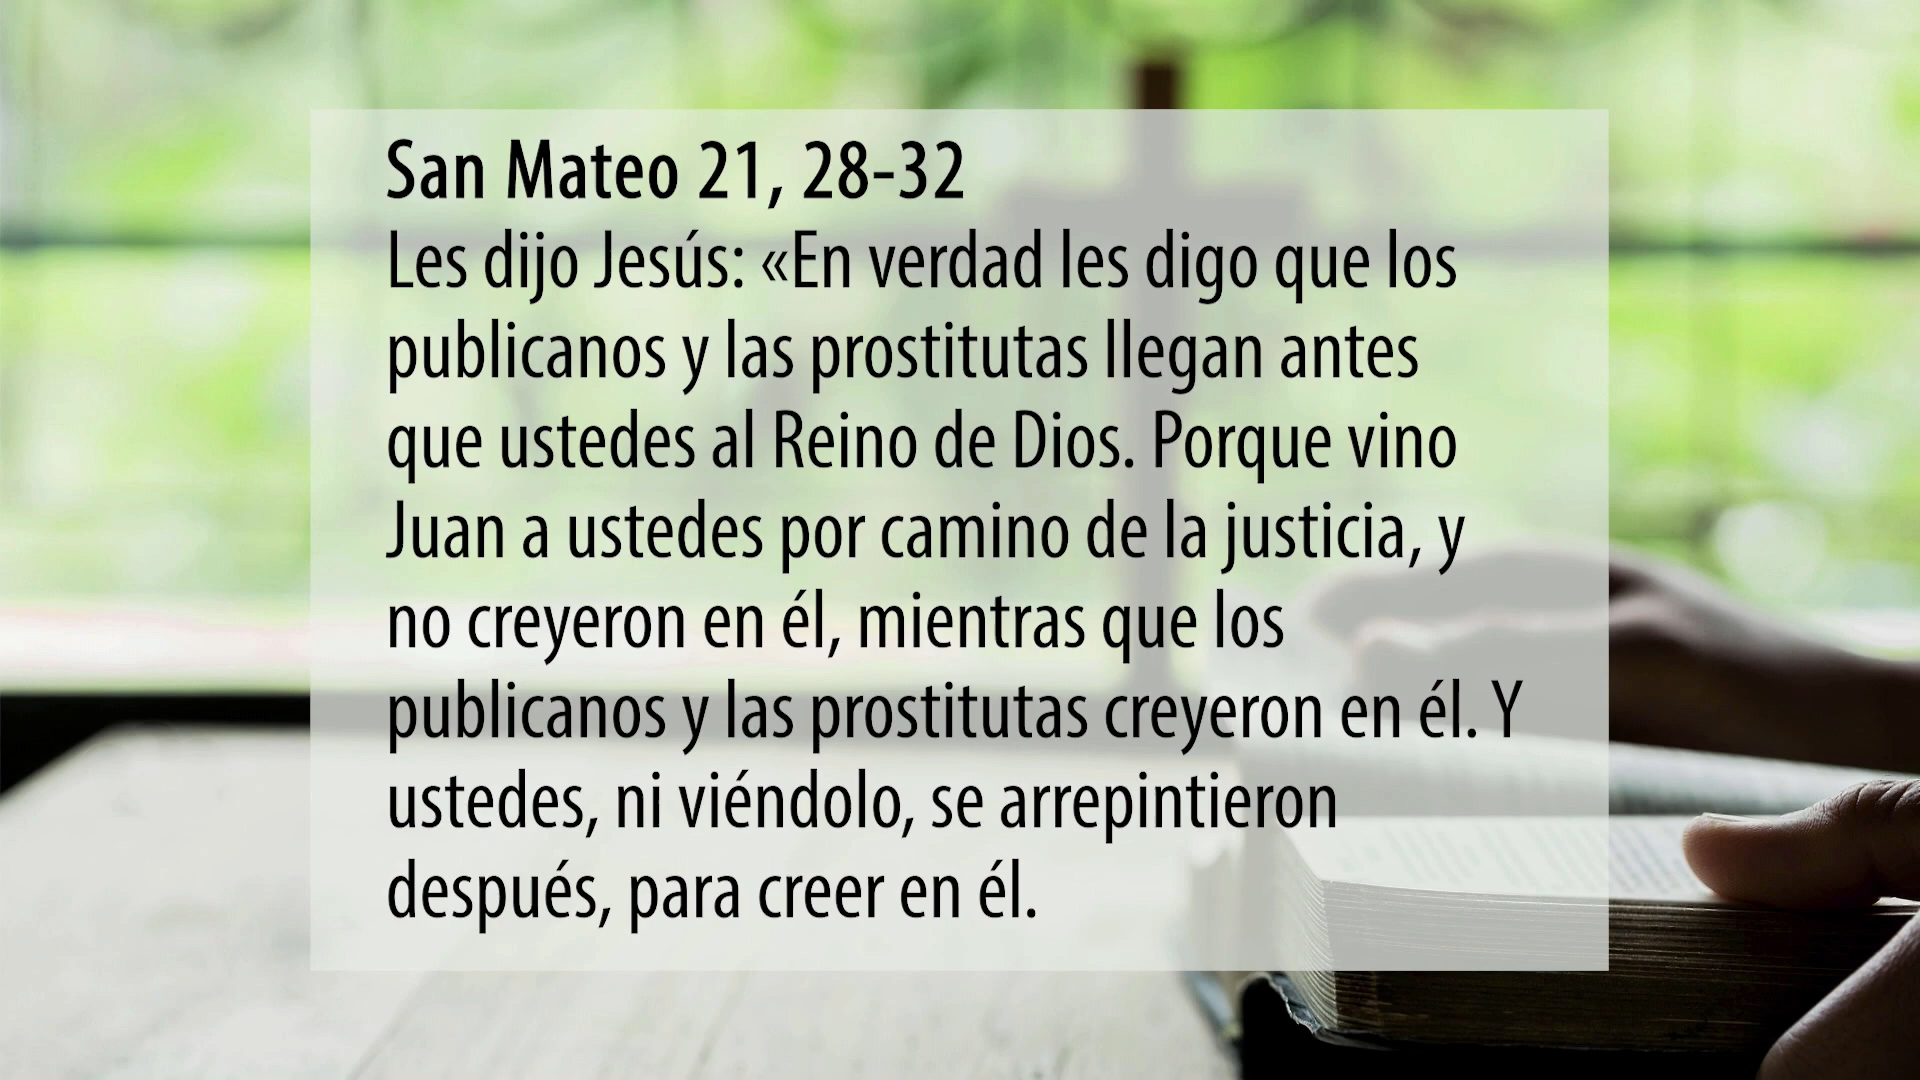 San Mateo 21, 28-32
Les dijo Jesús: «En verdad les digo que los
publicanos y las prostitutas llegan antes
que ustedes al Reino de Dios. Porque vino
Juan a ustedes por camino de la justicia, y
no creyeron en él, mientras que los
publicanos y las prostitutas creyeron en él. Y
ustedes, ni viéndolo, se arrepintieron
después, para creer en él.